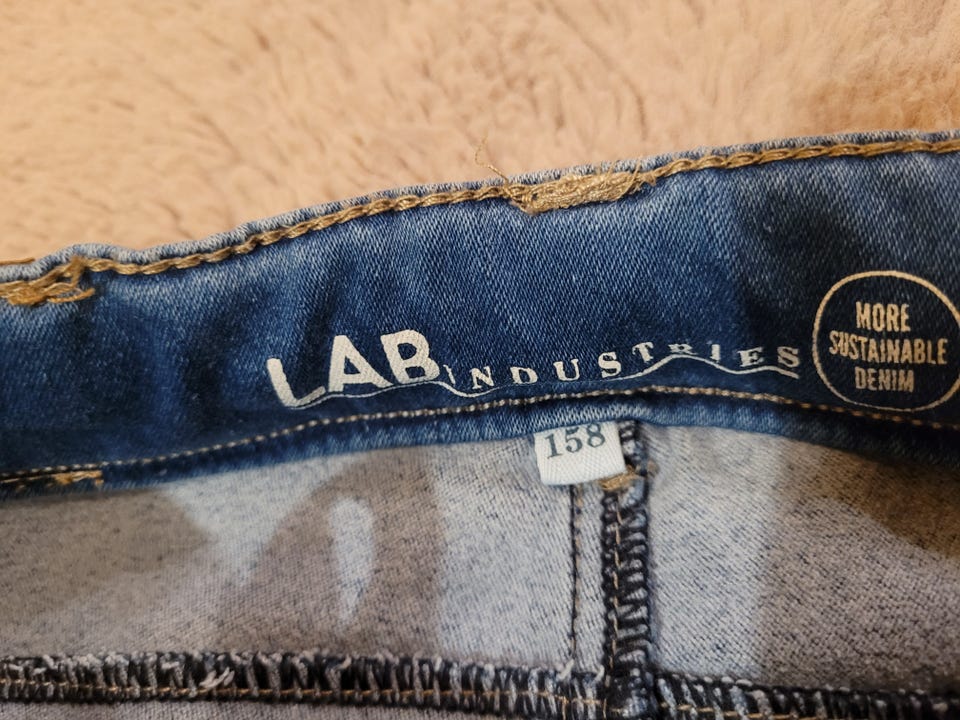 LAB INDUSTRIES
MORE
SUSTAINABLE
DENIM
158